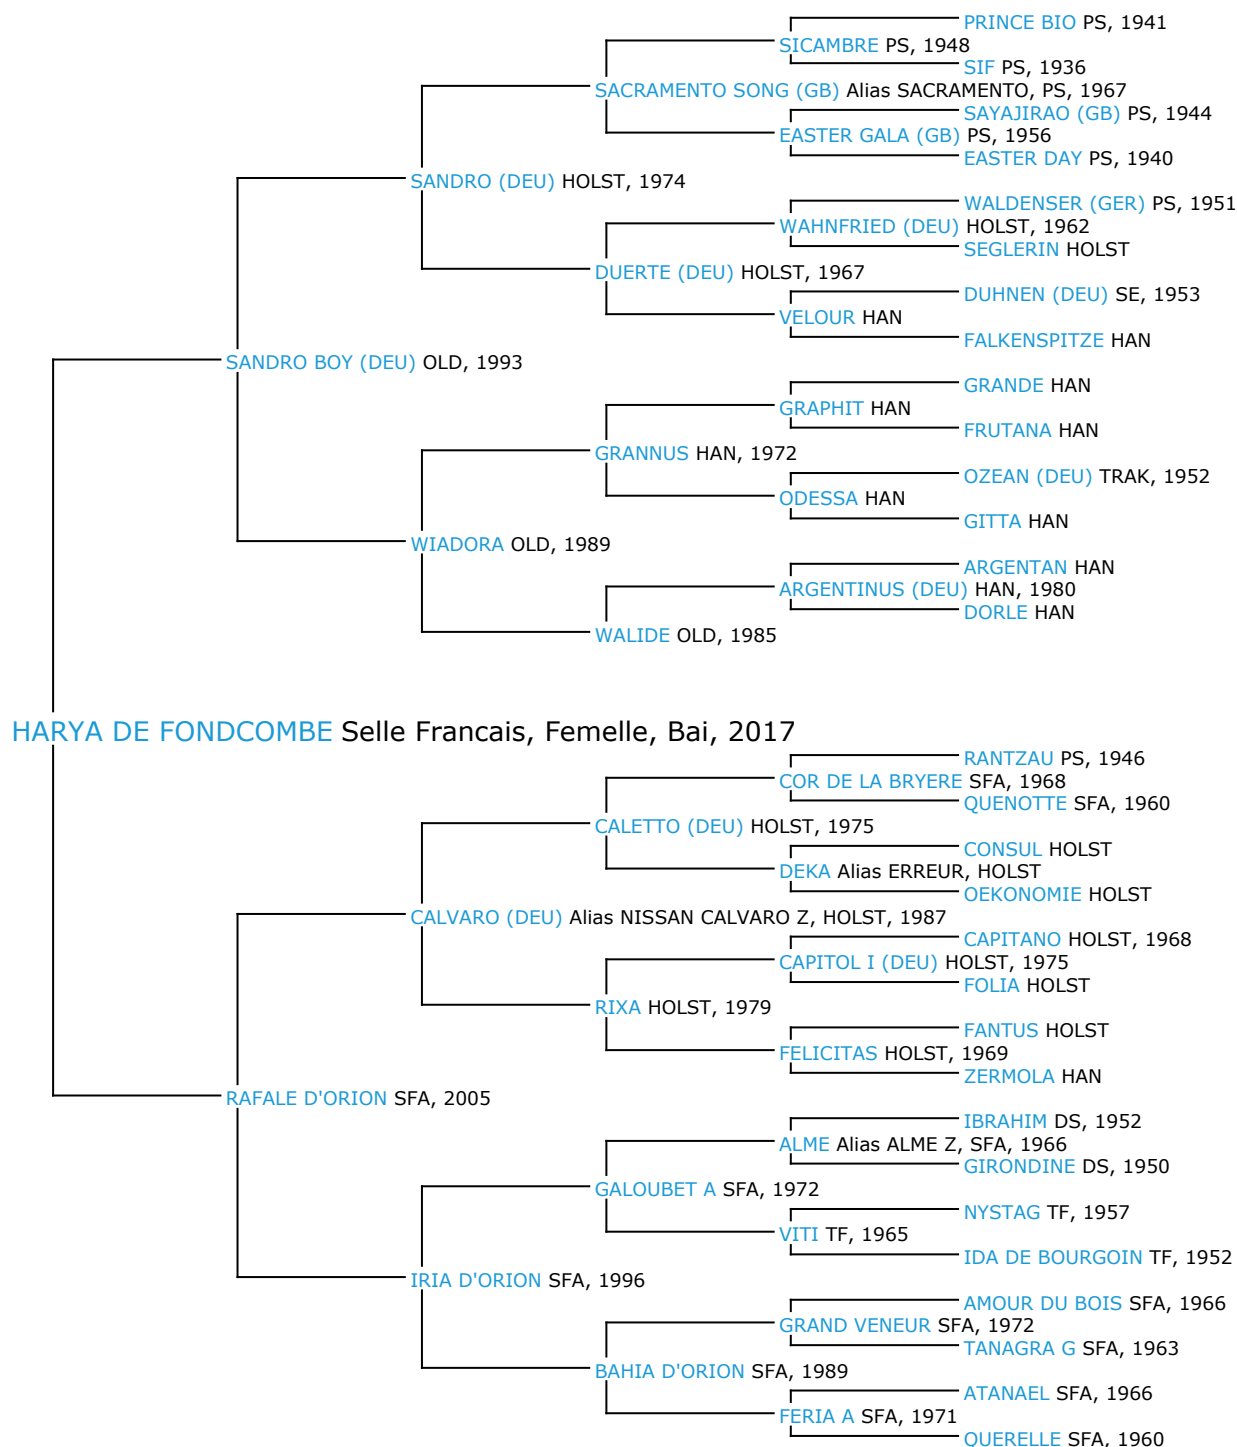 PRINCE BIO PS, 1941
SICAMBRE PS, 1948
SIF PS, 1936
SACRAMENTO SONG (GB) Alias SACRAMENTO, PS, 1967
SAYAJIRAO (GB) PS, 1944
EASTER GALA (GB) PS, 1956
EASTER DAY PS, 1940
SANDRO (DEU) HOLST, 1974
WALDENSER (GER) PS, 1951
WAHNFRIED (DEU) HOLST, 1962
SEGLERIN HOLST
DUERTE (DEU) HOLST, 1967
DUHNEN (DEU) SE, 1953
VELOUR HAN
FALKENSPITZE HAN
SANDRO BOY (DEU) OLD, 1993
GRANDE HAN
GRAPHIT HAN
FRUTANA HAN
GRANNUS HAN, 1972
OZEAN (DEU) TRAK, 1952
ODESSA HAN
GITTA HAN
WIADORA OLD, 1989
ARGENTAN HAN
ARGENTINUS (DEU) HAN, 1980
DORLE HAN
WALIDE OLD, 1985
HARYA DE FONDCOMBE Selle Francais, Femelle, Bai, 2017
RANTZAU PS, 1946
COR DE LA BRYERE SFA, 1968
QUENOTTE SFA, 1960
CALETTO (DEU) HOLST, 1975
CONSUL HOLST
DEKA Alias ERREUR, HOLST
OEKONOMIE HOLST
CALVARO (DEU) Alias NISSAN CALVARO Z, HOLST, 1987
CAPITANO HOLST, 1968
CAPITOL I (DEU) HOLST, 1975
FOLIA HOLST
RIXA HOLST, 1979
FANTUS HOLST
FELICITAS HOLST, 1969
ZERMOLA HAN
RAFALE D'ORION SFA, 2005
IBRAHIM DS, 1952
ALME Alias ALME Z, SFA, 1966
GIRONDINE DS, 1950
GALOUBET A SFA, 1972
NYSTAG TF, 1957
VITI TF, 1965
IDA DE BOURGOIN TF, 1952
IRIA D'ORION SFA, 1996
AMOUR DU BOIS SFA, 1966
GRAND VENEUR SFA, 1972
TANAGRA G SFA, 1963
BAHIA D'ORION SFA, 1989
ATANAEL SFA, 1966
FERIA A SFA, 1971
QUERELLE SFA, 1960